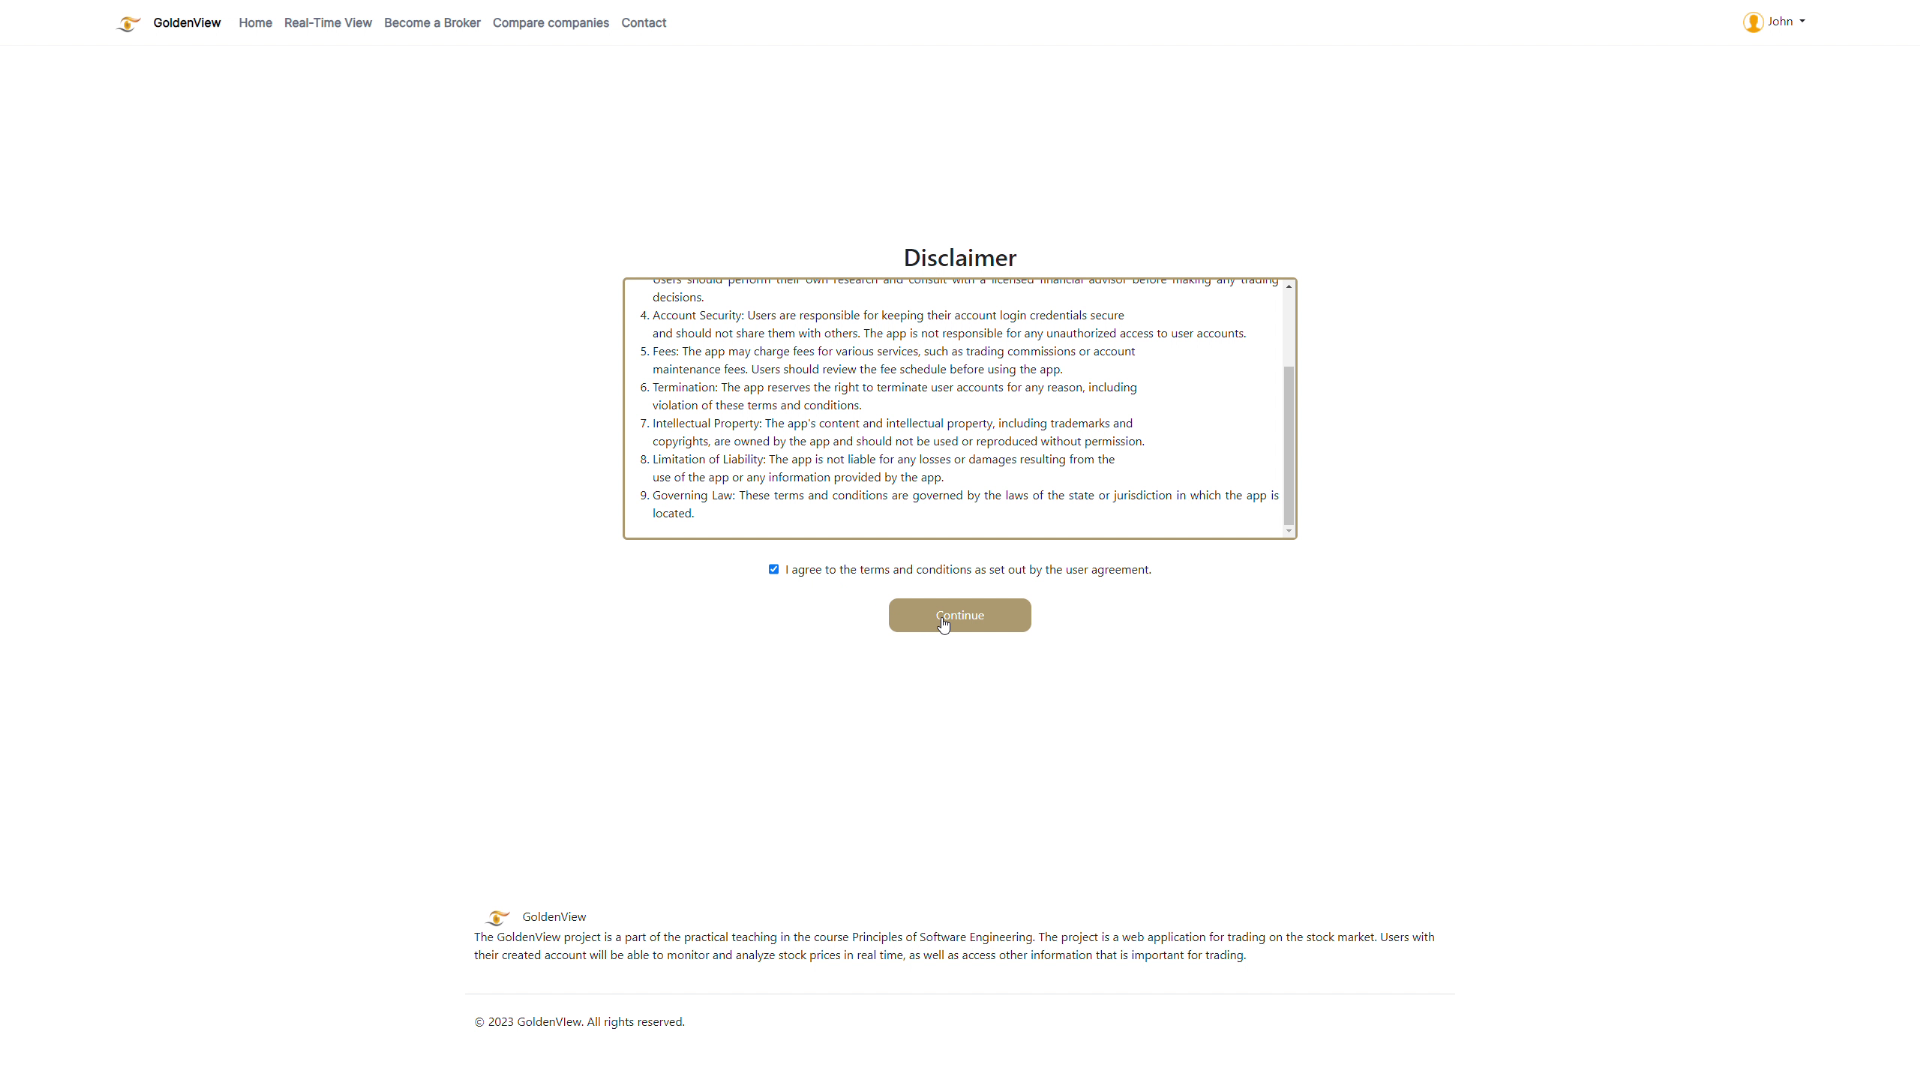 GoldenView Home Real-Time View Become a Broker Compare companies Contact John
Disclaimer
Users should perform their own research and consult with a licensed financial advisor before making any trading
decisions.
4. Account Security: Users are responsible for keeping their account login credentials secure
and should not share them with others. The app is not responsible for any unauthorized access to user accounts.
5. Fees: The app may charge fees for various services, such as trading commissions or account
maintenance fees. Users should review the fee schedule before using the app.
6. Termination: The app reserves the right to terminate user accounts for any reason, including
violation of these terms and conditions.
7. Intellectual Property: The app's content and intellectual property, including trademarks and
copyrights, are owned by the app and should not be used or reproduced without permission.
8. Limitation of Liability: The app is not liable for any losses or damages resulting from the
use of the app or any information provided by the app.
9. Governing Law: These terms and conditions are governed by the laws of the state or jurisdiction in which the app is
located.
I agree to the terms and conditions as set out by the user agreement.
Continue
GoldenView
The GoldenView project is a part of the practical teaching in the course Principles of Software Engineering. The project is a web application for trading on the stock market. Users with
their created account will be able to monitor and analyze stock prices in real time, as well as access other information that is important for trading.
© 2023 GoldenVIew. All rights reserved.